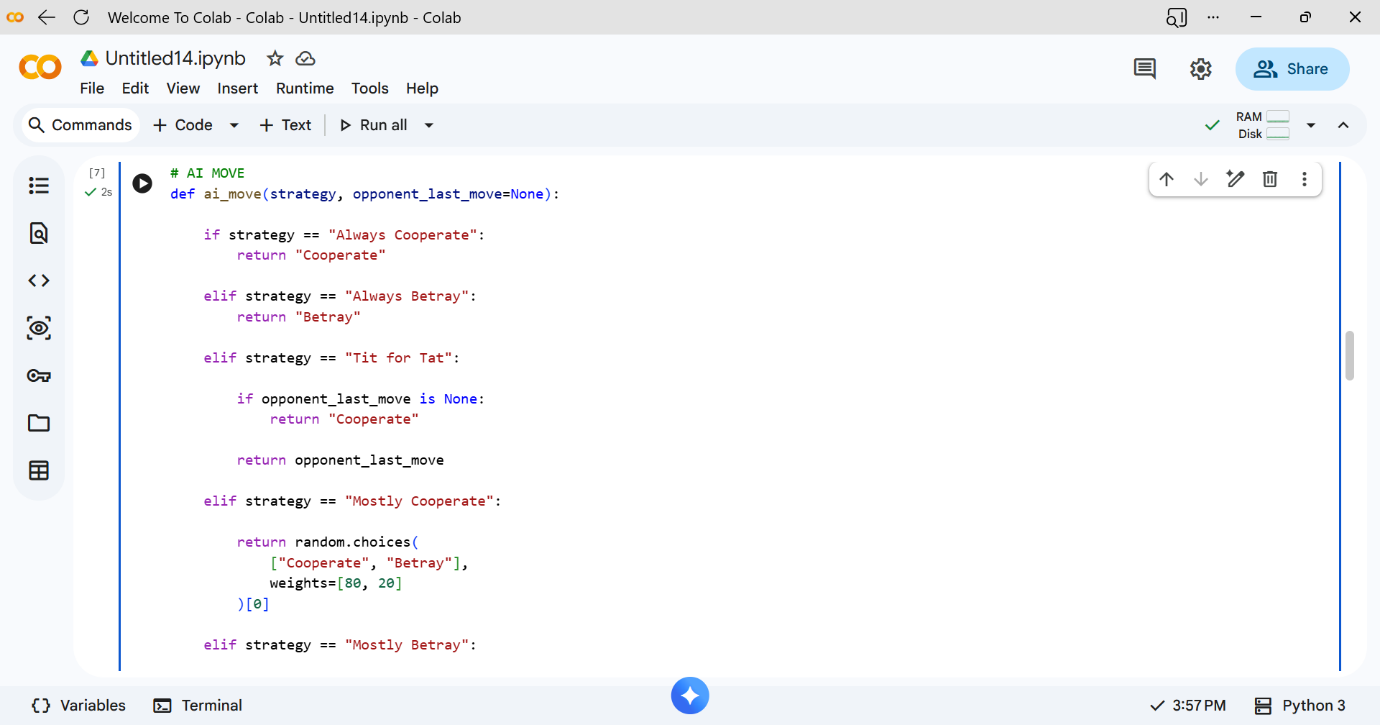 Welcome To Colab - Colab - Untitled14.ipynb - Colab
Untitled14.ipynb
File Edit View Insert Runtime Tools Help
Share
Commands + Code + Text Run all
RAM
Disk
[7]
2s
# AI MOVE
def ai_move(strategy, opponent_last_move=None):
if strategy == "Always Cooperate":
return "Cooperate"
elif strategy == "Always Betray":
return "Betray"
elif strategy == "Tit for Tat":
if opponent_last_move is None:
return "Cooperate"
return opponent_last_move
elif strategy == "Mostly Cooperate":
return random.choices(
["Cooperate", "Betray"],
weights=[80, 20]
)[0]
elif strategy == "Mostly Betray":
{} Variables Terminal
3:57 PM Python 3